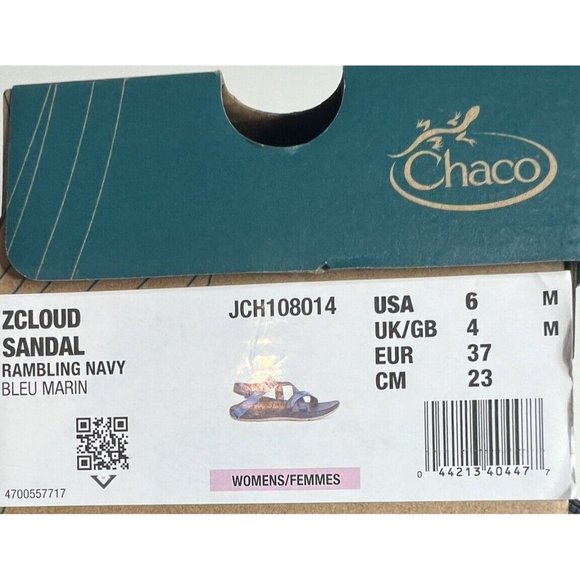 Chaco
ZCLOUD
SANDAL
RAMBLING NAVY
BLEU MARIN
4700557717
JCH108014
WOMENS/FEMMES
USA 6 M
UK/GB 4 M
EUR 37
CM 23
0 44213 40447 7